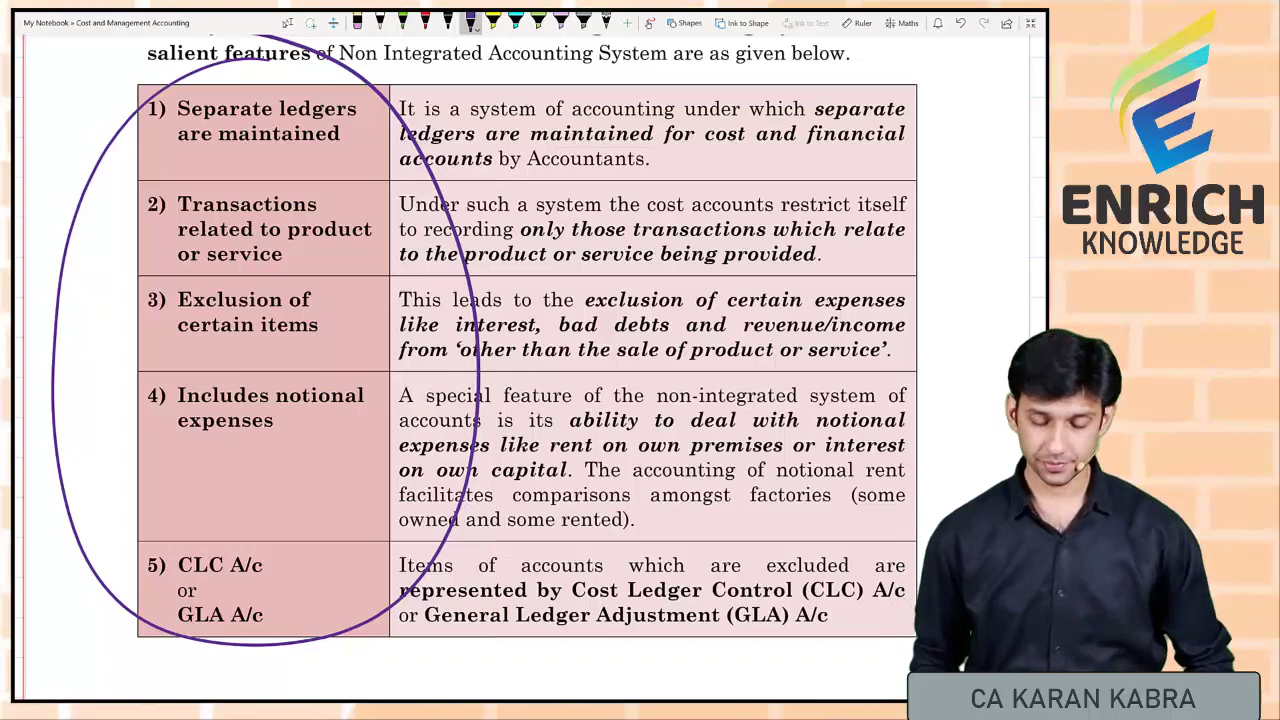 My Notebook » Cost and Management Accounting
Shapes
Ink to Shape
Ink to Text
Ruler
Maths
salient features of Non Integrated Accounting System are as given below.
1) Separate ledgers
are maintained
It is a system of accounting under which separate
ledgers are maintained for cost and financial
accounts by Accountants.
2) Transactions
related to product
or service
Under such a system the cost accounts restrict itself
to recording only those transactions which relate
to the product or service being provided.
3) Exclusion of
certain items
This leads to the exclusion of certain expenses
like interest, bad debts and revenue/income
from ‘other than the sale of product or service’.
4) Includes notional
expenses
A special feature of the non-integrated system of
accounts is its ability to deal with notional
expenses like rent on own premises or interest
on own capital. The accounting of notional rent
facilitates comparisons amongst factories (some
owned and some rented).
5) CLC A/c
or
GLA A/c
Items of accounts which are excluded are
represented by Cost Ledger Control (CLC) A/c
or General Ledger Adjustment (GLA) A/c
ENRICH
KNOWLEDGE
CA KARAN KABRA